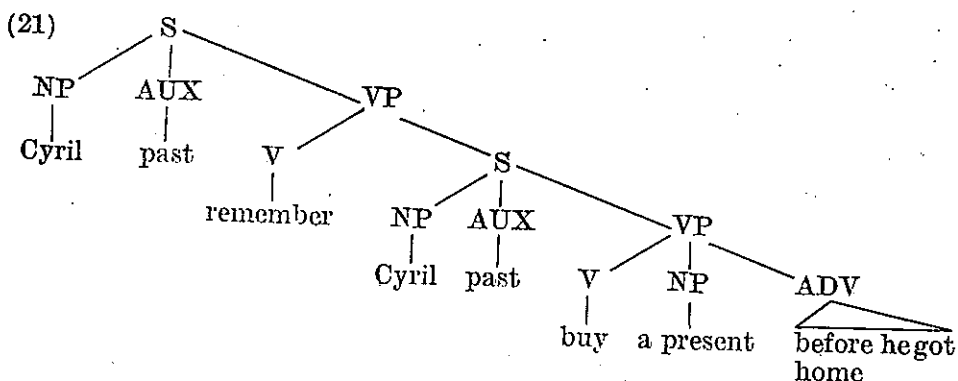 (21)
S
NP AUX VP
Cyril past V S
remember NP AUX VP
Cyril past V NP ADV
buy a present before he got
home